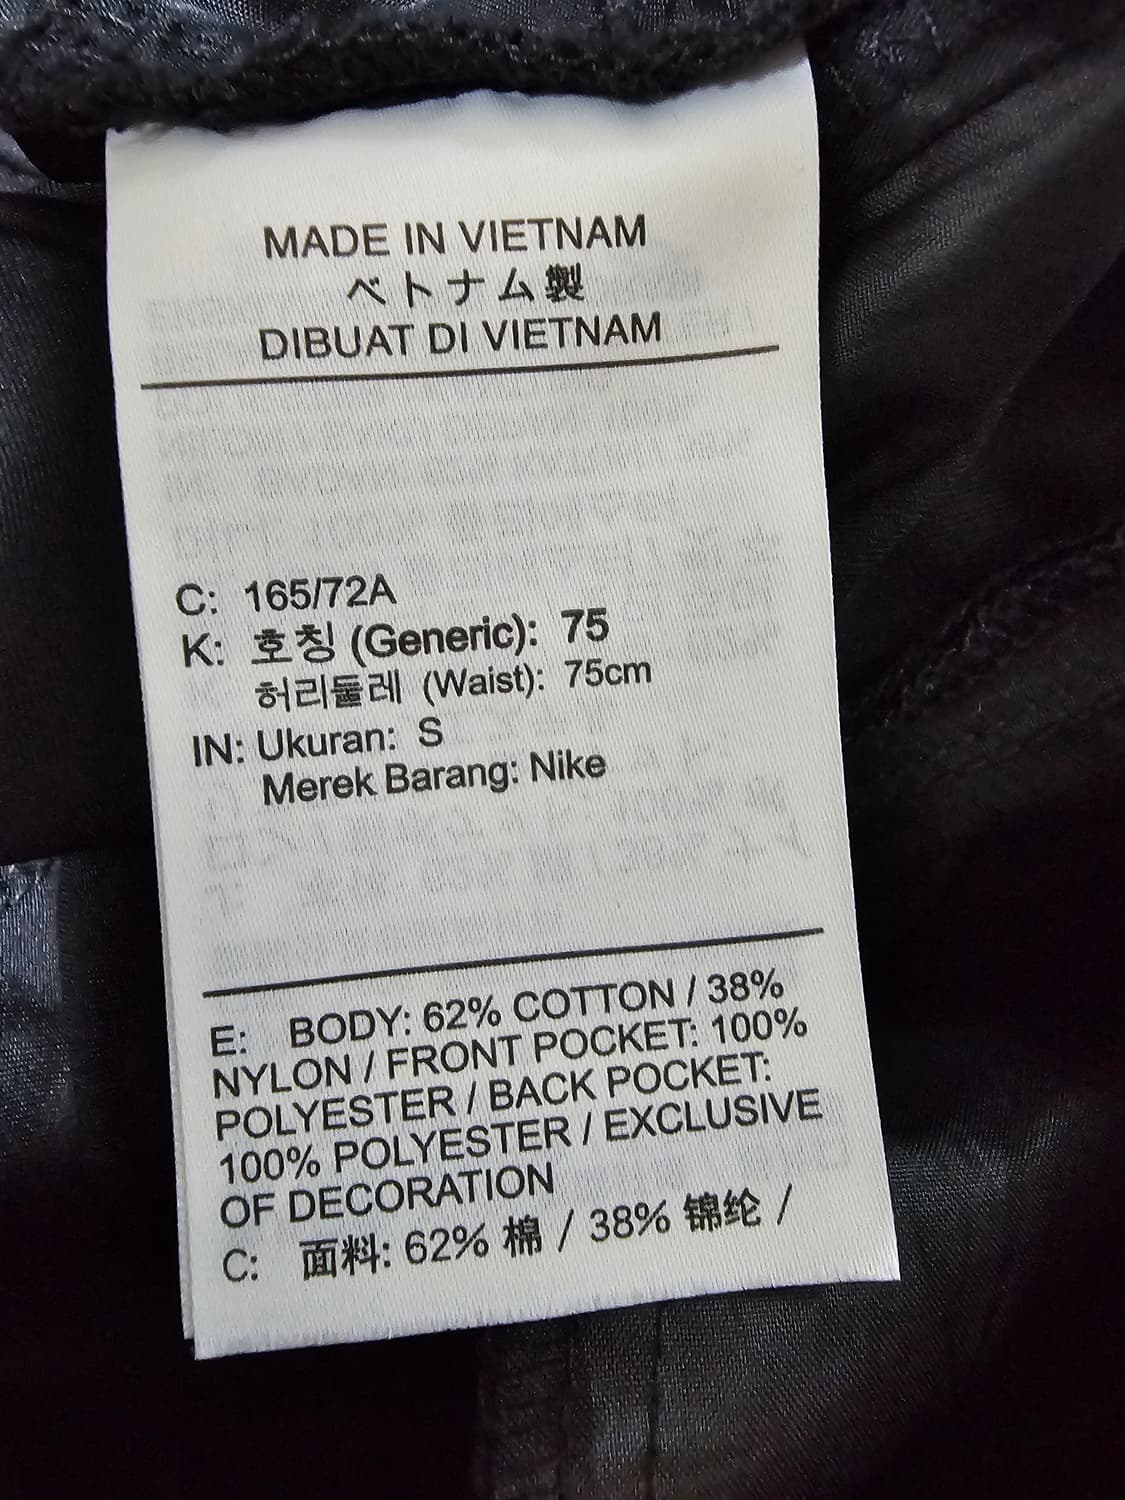 MADE IN VIETNAM
ベトナム製
DIBUAT DI VIETNAM
C: 165/72A
K: 호칭 (Generic): 75
허리둘레 (Waist): 75cm
IN: Ukuran: S
Merek Barang: Nike
E: BODY: 62% COTTON / 38%
NYLON / FRONT POCKET: 100%
POLYESTER / BACK POCKET:
100% POLYESTER / EXCLUSIVE
OF DECORATION
C: 面料: 62% 棉 / 38% 锦纶 /